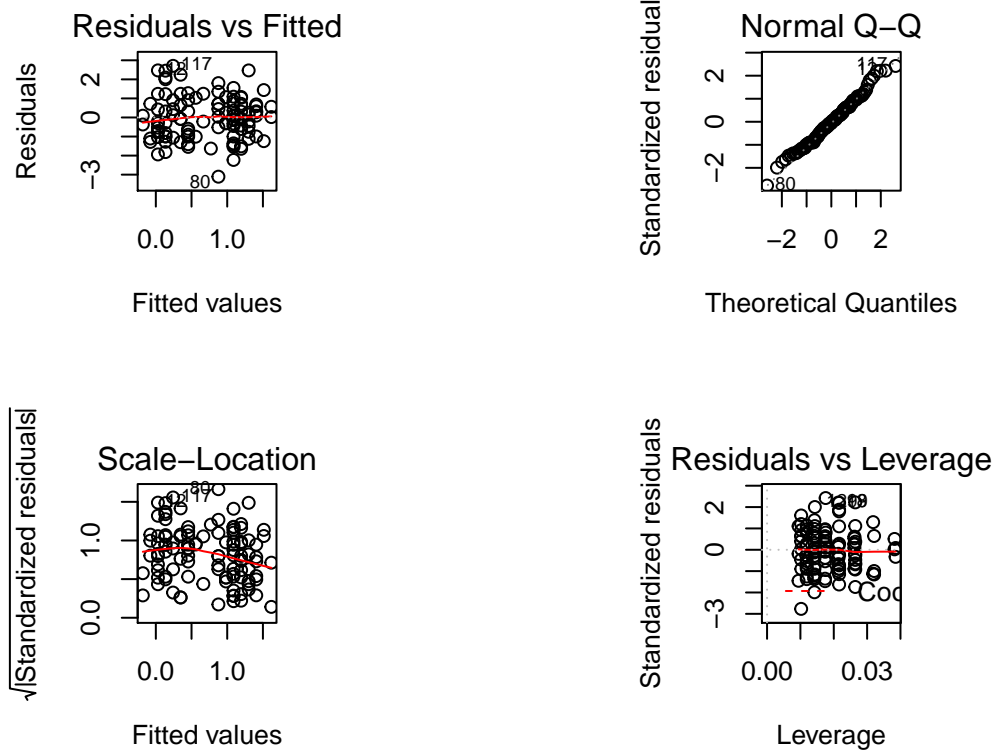 Residuals vs Fitted
Residuals
2
0
−3
117
80
0.0 1.0
Fitted values
Normal Q−Q
Standardized residuals
2
0
−2
117
80
−2 0 2
Theoretical Quantiles
Scale−Location
√|Standardized residuals|
1.0
0.0
80
117
0.0 1.0
Fitted values
Residuals vs Leverage
Standardized residuals
2
0
−3
Coo
0.00 0.03
Leverage